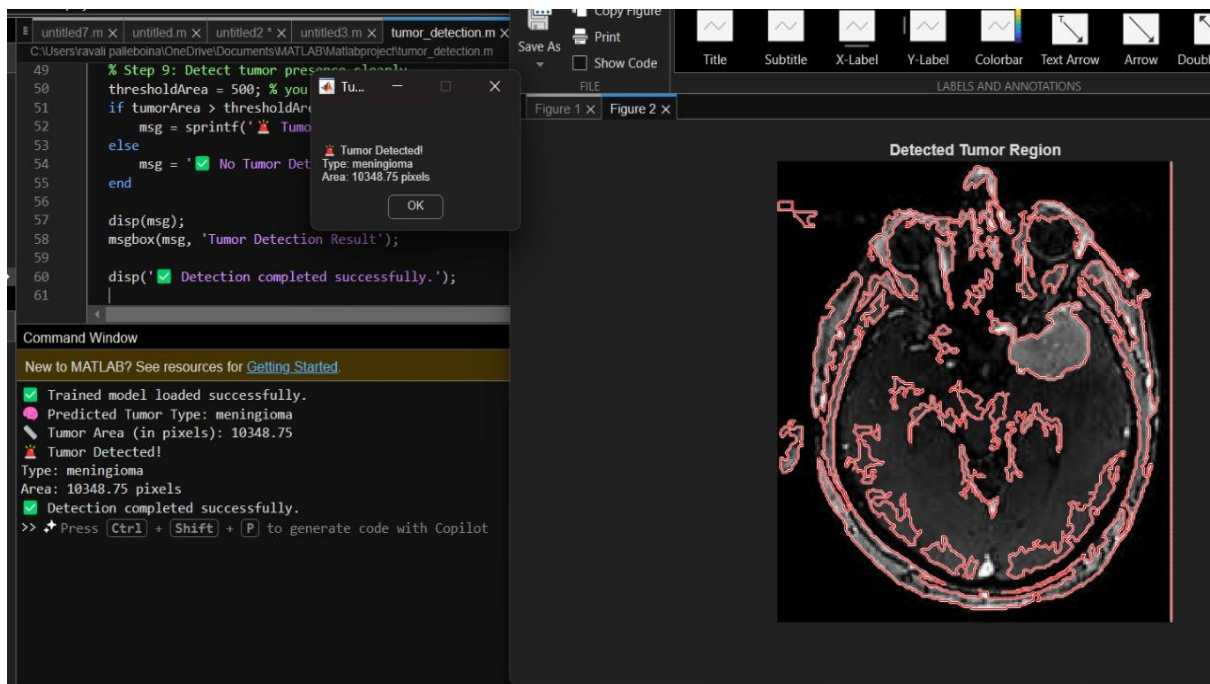 untitled7.m × untitled.m × untitled2 * × untitled3.m × tumor_detection.m ×
C:\Users\ravali palleboina\OneDrive\Documents\MATLAB\Matlabproject\tumor_detection.m
49 % Step 9: Detect tumor presence cleanly
50 thresholdArea = 500; % you
51 if tumorArea > thresholdAre
52 msg = sprintf('🚨 Tumo
53 else
54 msg = '✅ No Tumor Det
55 end
56
57 disp(msg);
58 msgbox(msg, 'Tumor Detection Result');
59
60 disp('✅ Detection completed successfully.');
61
Tu...
🚨 Tumor Detected!
Type: meningioma
Area: 10348.75 pixels
OK
Command Window
New to MATLAB? See resources for Getting Started.
✅ Trained model loaded successfully.
🧠 Predicted Tumor Type: meningioma
📏 Tumor Area (in pixels): 10348.75
🚨 Tumor Detected!
Type: meningioma
Area: 10348.75 pixels
✅ Detection completed successfully.
>> Press Ctrl + Shift + P to generate code with Copilot
Save As
Copy Figure
Print
Show Code
FILE
Title Subtitle X-Label Y-Label Colorbar Text Arrow Arrow Doubl
LABELS AND ANNOTATIONS
Figure 1 × Figure 2 ×
Detected Tumor Region